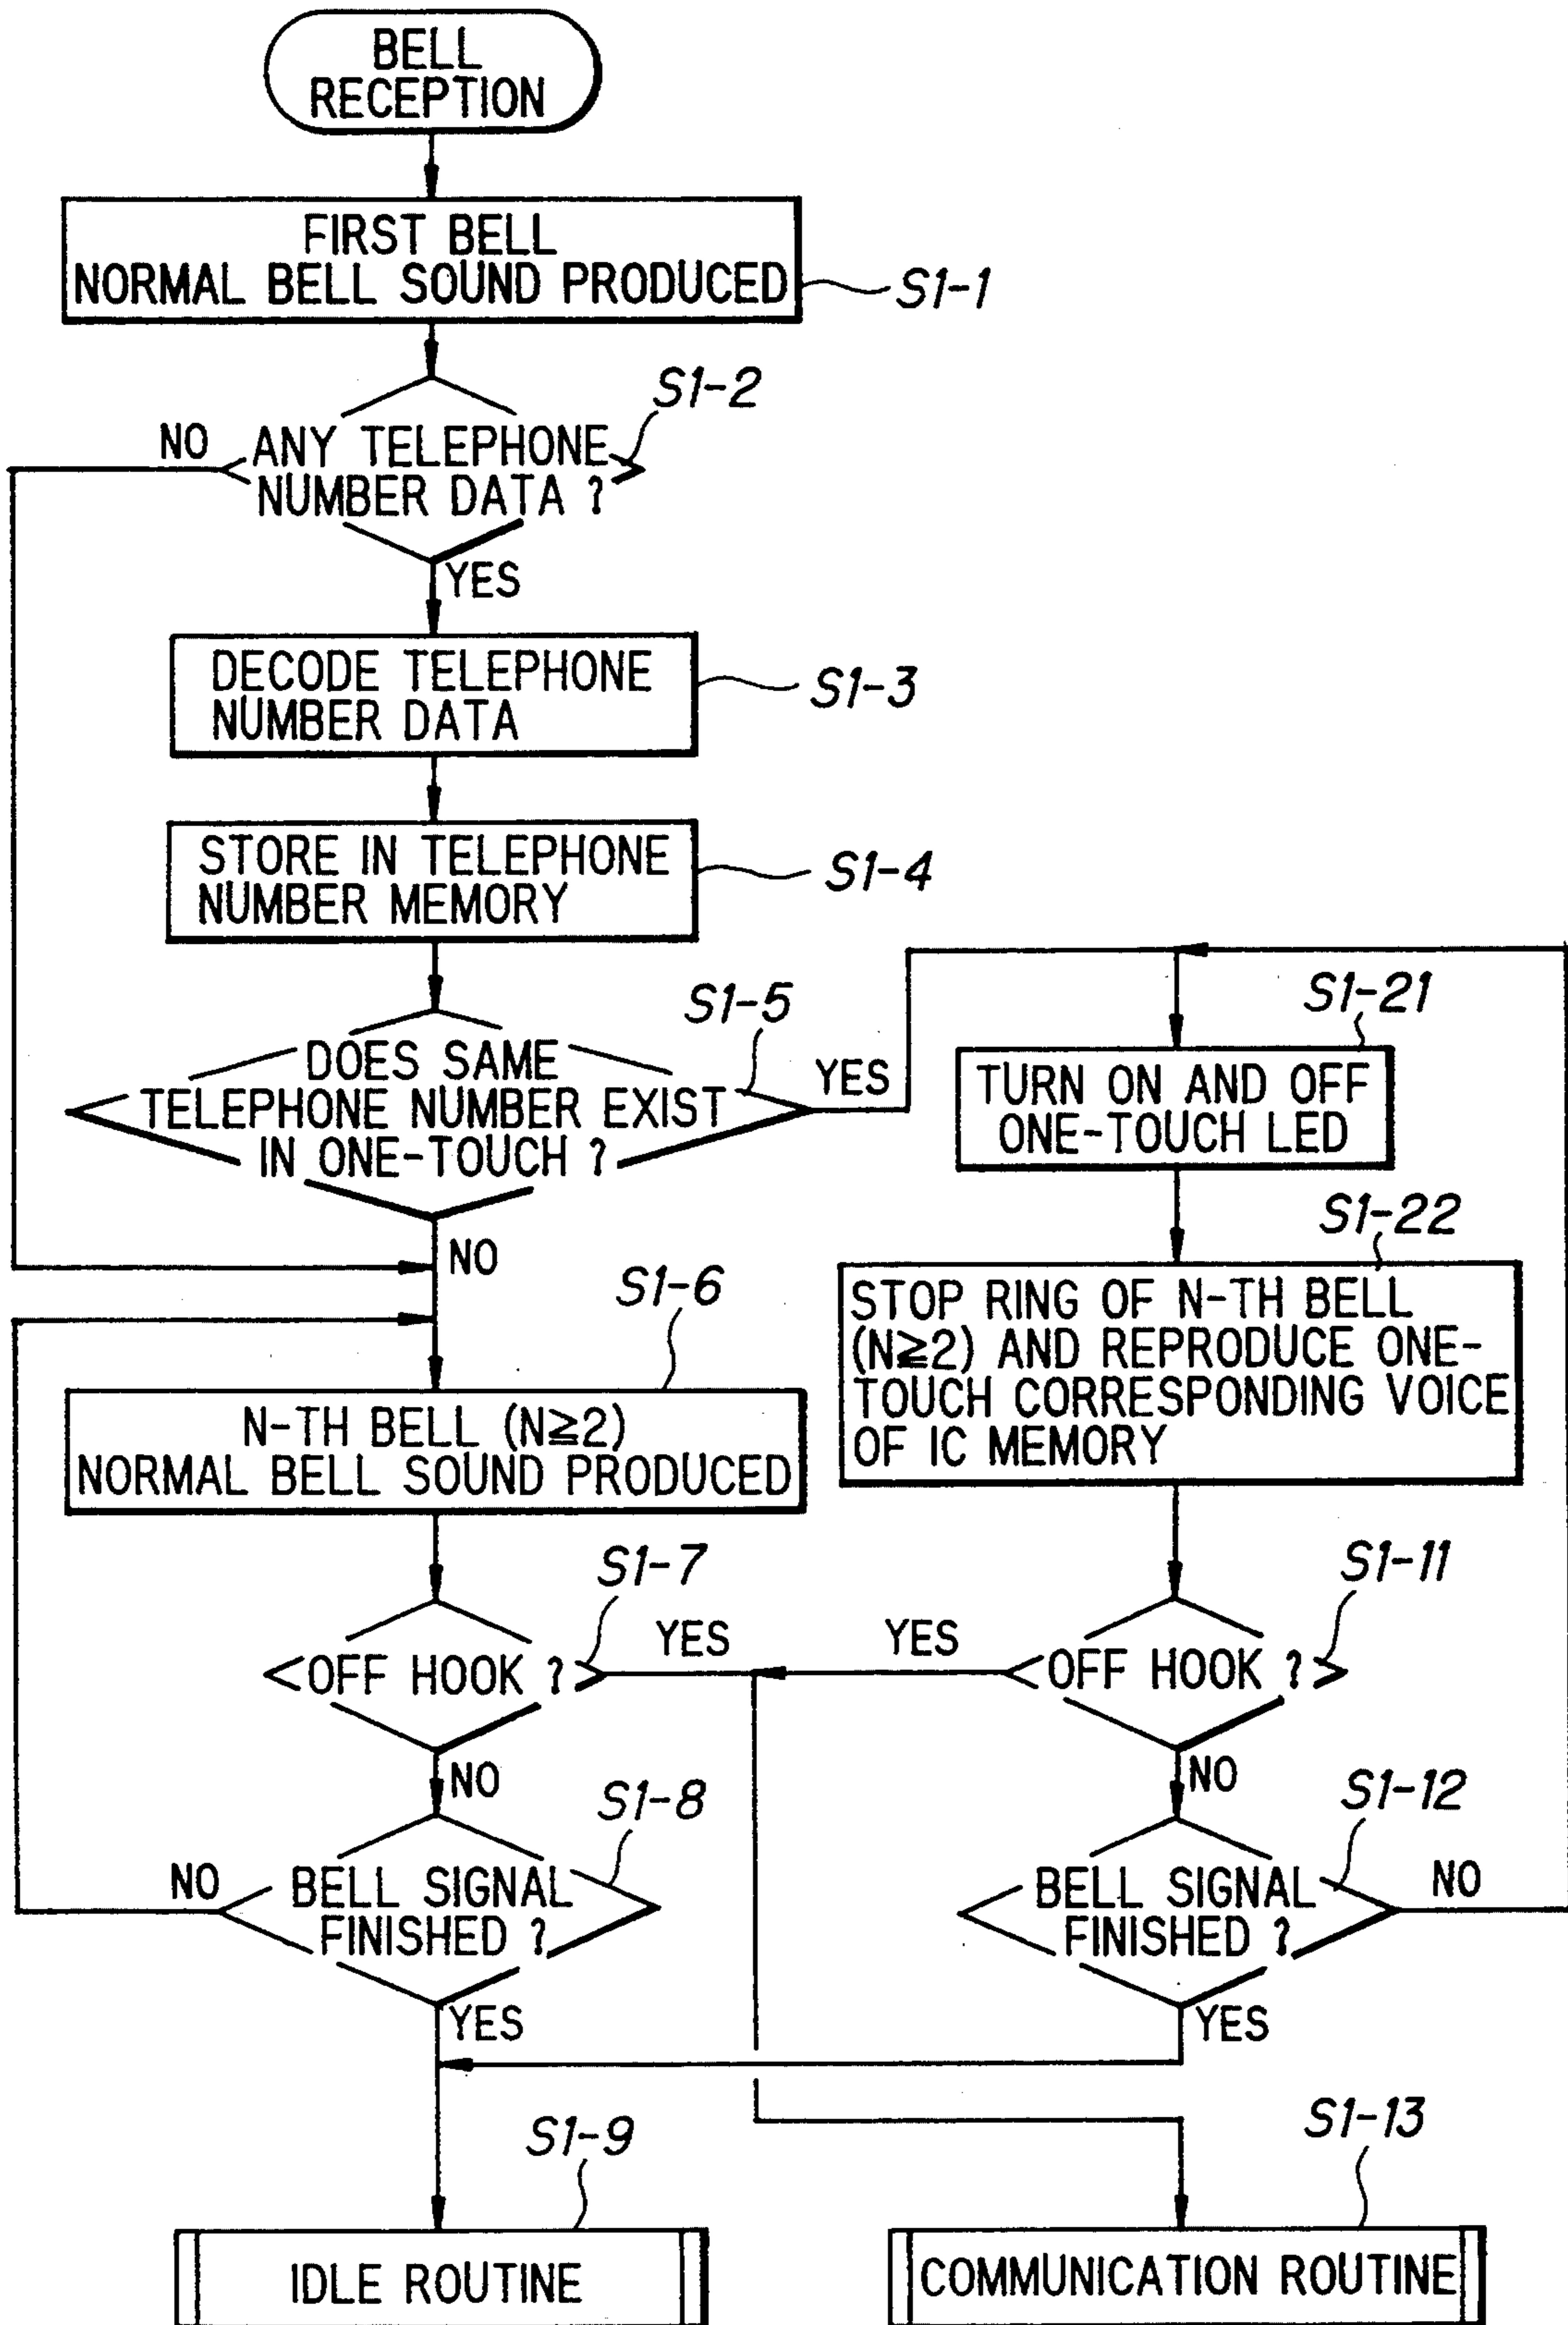 BELL
RECEPTION
FIRST BELL
NORMAL BELL SOUND PRODUCED
S1-1
S1-2
NO
ANY TELEPHONE
NUMBER DATA ?
YES
DECODE TELEPHONE
NUMBER DATA
S1-3
STORE IN TELEPHONE
NUMBER MEMORY
S1-4
S1-5
DOES SAME
TELEPHONE NUMBER EXIST
IN ONE-TOUCH ?
YES
NO
S1-21
TURN ON AND OFF
ONE-TOUCH LED
S1-22
STOP RING OF N-TH BELL
(N≧2) AND REPRODUCE ONE-
TOUCH CORRESPONDING VOICE
OF IC MEMORY
S1-6
N-TH BELL (N≧2)
NORMAL BELL SOUND PRODUCED
S1-7
OFF HOOK ?
YES
NO
S1-11
YES
OFF HOOK ?
NO
S1-8
NO
BELL SIGNAL
FINISHED ?
YES
S1-12
BELL SIGNAL
FINISHED ?
NO
YES
S1-9
IDLE ROUTINE
S1-13
COMMUNICATION ROUTINE